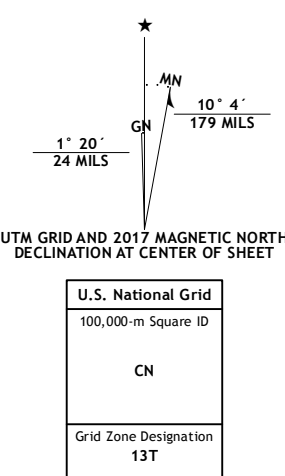 ★
MN
GN
10° 4´
179 MILS
1° 20´
24 MILS
UTM GRID AND 2017 MAGNETIC NORTH
DECLINATION AT CENTER OF SHEET
U.S. National Grid
100,000-m Square ID
CN
Grid Zone Designation
13T